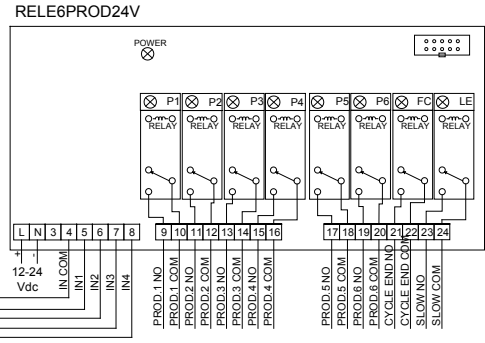 RELE6PROD24V
POWER
P1 P2 P3 P4 P5 P6 FC LE
RELAY RELAY RELAY RELAY RELAY RELAY RELAY RELAY
L N 3 4 5 6 7 8 9 10 11 12 13 14 15 16 17 18 19 20 21 22 23 24
+ -
12-24
Vdc
IN COM
IN1
IN2
IN3
IN4
PROD.1 NO
PROD.1 COM
PROD.2 NO
PROD.2 COM
PROD.3 NO
PROD.3 COM
PROD.4 NO
PROD.4 COM
PROD.5 NO
PROD.5 COM
PROD.6 NO
PROD.6 COM
CYCLE END NO
CYCLE END COM
SLOW NO
SLOW COM